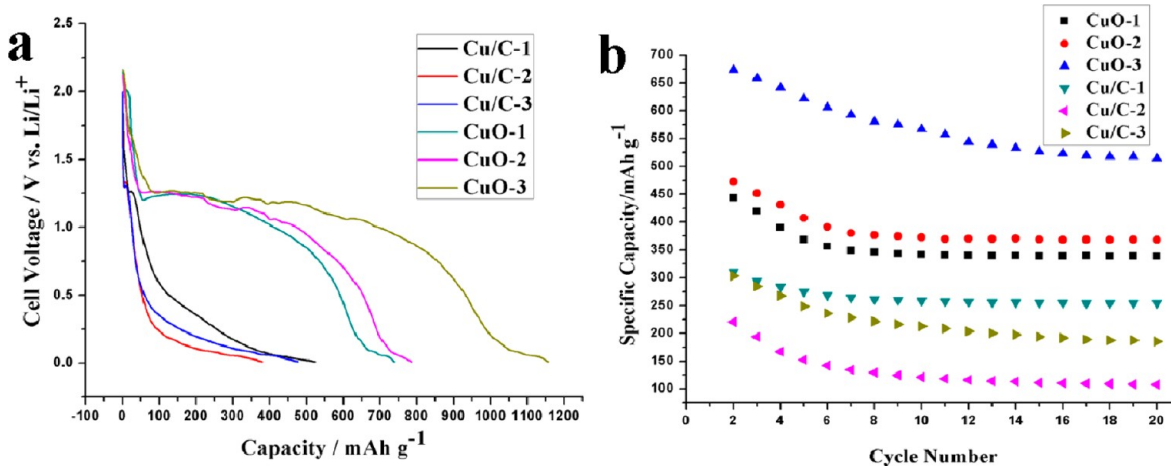 a
2.5
2.0
1.5
1.0
0.5
0.0
Cell Voltage / V vs. Li/Li+
-100 0 100 200 300 400 500 600 700 800 900 1000 1100 1200
Capacity / mAh g-1
Cu/C-1
Cu/C-2
Cu/C-3
CuO-1
CuO-2
CuO-3
b
700
650
600
550
500
450
400
350
300
250
200
150
100
Specific Capacity/mAh g-1
0 2 4 6 8 10 12 14 16 18 20
Cycle Number
CuO-1
CuO-2
CuO-3
Cu/C-1
Cu/C-2
Cu/C-3